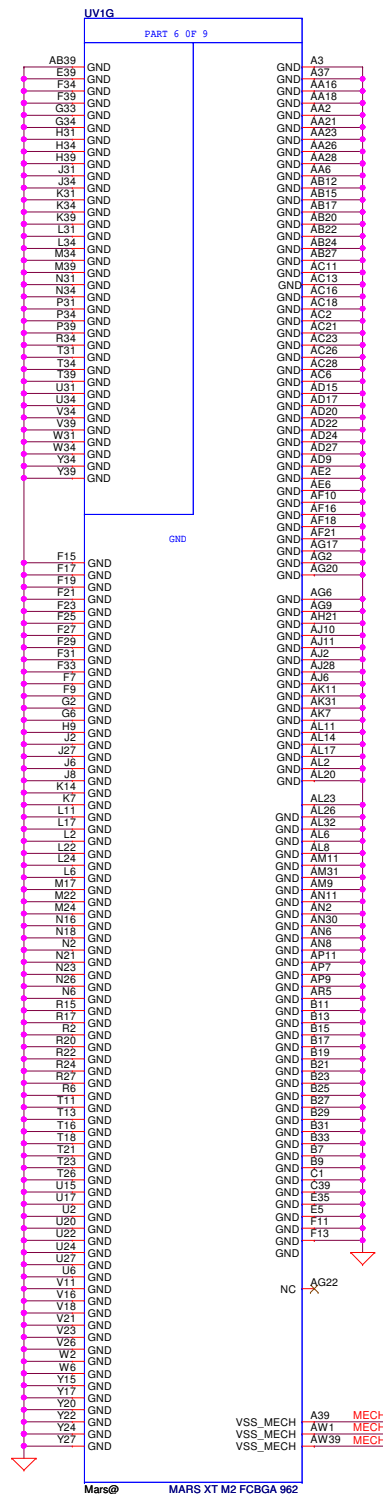 UV1G
PART 6 OF 9
AB39 GND
E39 GND
F34 GND
F39 GND
G33 GND
G34 GND
H31 GND
H34 GND
H39 GND
J31 GND
J34 GND
K31 GND
K34 GND
K39 GND
L31 GND
L34 GND
M34 GND
M39 GND
N31 GND
N34 GND
P31 GND
P34 GND
P39 GND
R34 GND
T31 GND
T34 GND
T39 GND
U31 GND
U34 GND
V34 GND
V39 GND
W31 GND
W34 GND
Y34 GND
Y39 GND
GND
F15 GND
F17 GND
F19 GND
F21 GND
F23 GND
F25 GND
F27 GND
F29 GND
F31 GND
F33 GND
F7 GND
F9 GND
G2 GND
G6 GND
H9 GND
J2 GND
J27 GND
J6 GND
J8 GND
K14 GND
K7 GND
L11 GND
L17 GND
L2 GND
L22 GND
L24 GND
L6 GND
M17 GND
M22 GND
M24 GND
N16 GND
N18 GND
N2 GND
N21 GND
N23 GND
N26 GND
N6 GND
R15 GND
R17 GND
R2 GND
R20 GND
R22 GND
R24 GND
R27 GND
R6 GND
T11 GND
T13 GND
T16 GND
T18 GND
T21 GND
T23 GND
T26 GND
U15 GND
U17 GND
U2 GND
U20 GND
U22 GND
U24 GND
U27 GND
U6 GND
V11 GND
V16 GND
V18 GND
V21 GND
V23 GND
V26 GND
W2 GND
W6 GND
Y15 GND
Y17 GND
Y20 GND
Y22 GND
Y24 GND
Y27 GND
GND A3
GND A37
GND AA16
GND AA18
GND AA2
GND AA21
GND AA23
GND AA26
GND AA28
GND AA6
GND AB12
GND AB15
GND AB17
GND AB20
GND AB22
GND AB24
GND AB27
GND AC11
GND AC13
GND AC16
GND AC18
GND AC2
GND AC21
GND AC23
GND AC26
GND AC28
GND AC6
GND AD15
GND AD17
GND AD20
GND AD22
GND AD24
GND AD27
GND AD9
GND AE2
GND AE6
GND AF10
GND AF16
GND AF18
GND AF21
GND AG17
GND AG2
GND AG20
GND AG6
GND AG9
GND AH21
GND AJ10
GND AJ11
GND AJ2
GND AJ28
GND AJ6
GND AK11
GND AK31
GND AK7
GND AL11
GND AL14
GND AL17
GND AL2
GND AL20
AL23
GND AL26
GND AL32
GND AL6
GND AL8
GND AM11
GND AM31
GND AM9
GND AN11
GND AN2
GND AN30
GND AN6
GND AN8
GND AP11
GND AP7
GND AP9
GND AR5
GND B11
GND B13
GND B15
GND B17
GND B19
GND B21
GND B23
GND B25
GND B27
GND B29
GND B31
GND B33
GND B7
GND B9
GND C1
GND C39
GND E35
GND E5
GND F11
GND F13
GND
NC AG22
VSS_MECH A39 MECH
VSS_MECH AW1 MECH
VSS_MECH AW39 MECH
Mars@ MARS XT M2 FCBGA 962